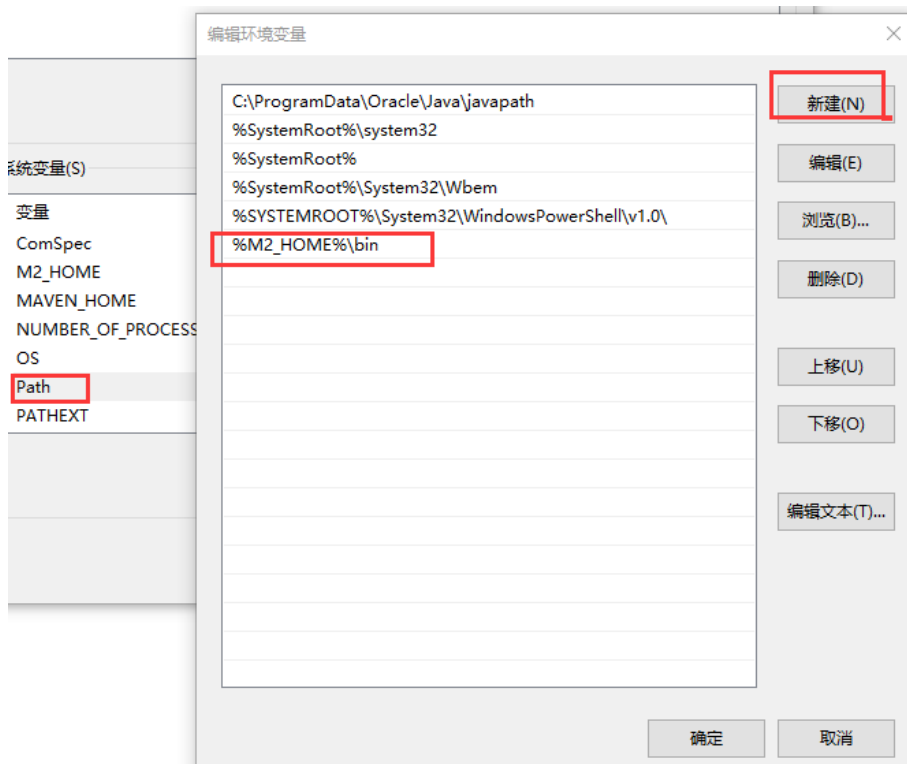 编辑环境变量
C:\ProgramData\Oracle\Java\javapath
%SystemRoot%\system32
%SystemRoot%
%SystemRoot%\System32\Wbem
%SYSTEMROOT%\System32\WindowsPowerShell\v1.0\
%M2_HOME%\bin
新建(N)
编辑(E)
浏览(B)...
删除(D)
上移(U)
下移(O)
编辑文本(T)...
确定
取消
系统变量(S)
变量
ComSpec
M2_HOME
MAVEN_HOME
NUMBER_OF_PROCESS
OS
Path
PATHEXT